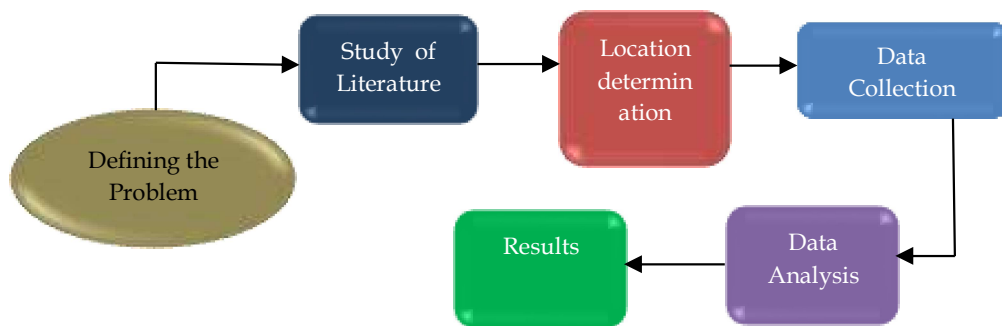 Defining the
Problem
Study of
Literature
Location
determin
ation
Data
Collection
Data
Analysis
Results